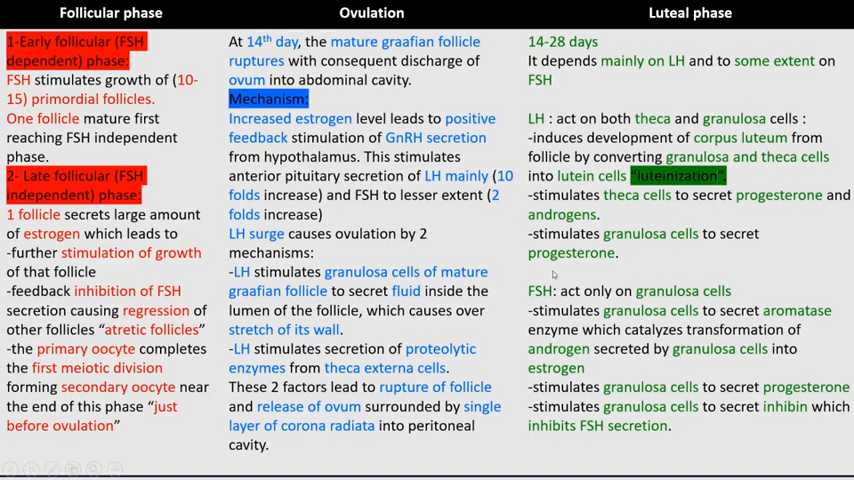 Follicular phase
1-Early follicular (FSH
dependent) phase:
FSH stimulates growth of (10-
15) primordial follicles.
One follicle mature first
reaching FSH independent
phase.
2- Late follicular (FSH
independent) phase:
1 follicle secrets large amount
of estrogen which leads to
-further stimulation of growth
of that follicle
-feedback inhibition of FSH
secretion causing regression of
other follicles “atretic follicles”
-the primary oocyte completes
the first meiotic division
forming secondary oocyte near
the end of this phase “just
before ovulation”
Ovulation
At 14th day, the mature graafian follicle
ruptures with consequent discharge of
ovum into abdominal cavity.
Mechanism:
Increased estrogen level leads to positive
feedback stimulation of GnRH secretion
from hypothalamus. This stimulates
anterior pituitary secretion of LH mainly (10
folds increase) and FSH to lesser extent (2
folds increase)
LH surge causes ovulation by 2
mechanisms:
-LH stimulates granulosa cells of mature
graafian follicle to secret fluid inside the
lumen of the follicle, which causes over
stretch of its wall.
-LH stimulates secretion of proteolytic
enzymes from theca externa cells.
These 2 factors lead to rupture of follicle
and release of ovum surrounded by single
layer of corona radiata into peritoneal
cavity.
Luteal phase
14-28 days
It depends mainly on LH and to some extent on
FSH
LH : act on both theca and granulosa cells :
-induces development of corpus luteum from
follicle by converting granulosa and theca cells
into lutein cells “luteinization”.
-stimulates theca cells to secret progesterone and
androgens.
-stimulates granulosa cells to secret
progesterone.
FSH: act only on granulosa cells
-stimulates granulosa cells to secret aromatase
enzyme which catalyzes transformation of
androgen secreted by granulosa cells into
estrogen
-stimulates granulosa cells to secret progesterone
-stimulates granulosa cells to secret inhibin which
inhibits FSH secretion.